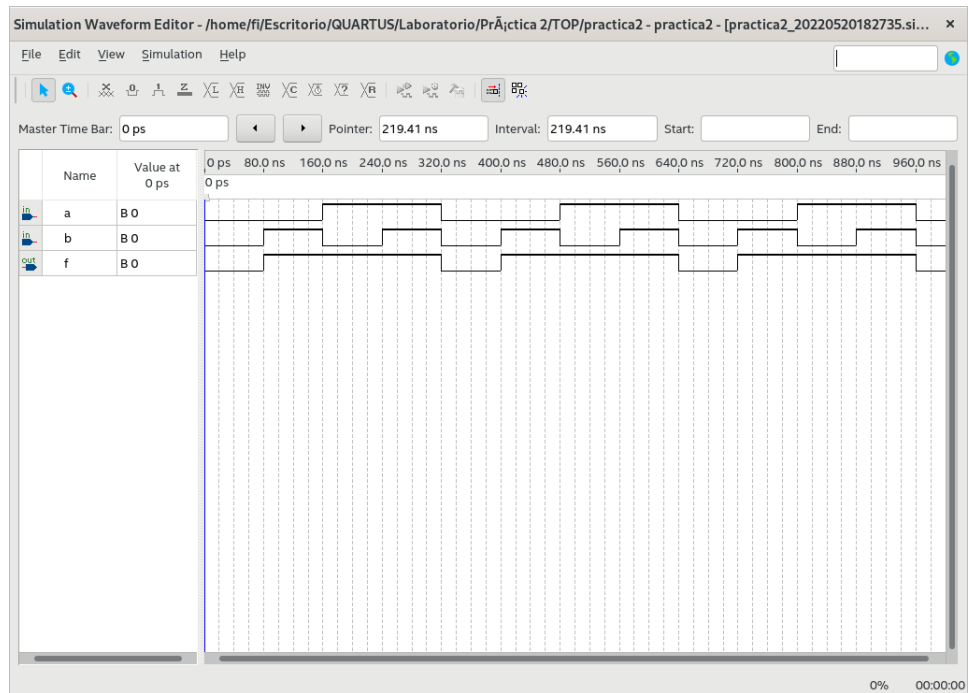 Simulation Waveform Editor - /home/fi/Escritorio/QUARTUS/Laboratorio/PrÃ¡ctica 2/TOP/practica2 - practica2 - [practica2_20220520182735.si...
File Edit View Simulation Help
Master Time Bar: 0 ps Pointer: 219.41 ns Interval: 219.41 ns Start: End:
Name Value at 0 ps
0 ps 80.0 ns 160.0 ns 240.0 ns 320.0 ns 400.0 ns 480.0 ns 560.0 ns 640.0 ns 720.0 ns 800.0 ns 880.0 ns 960.0 ns
0 ps
in a B 0
in b B 0
out f B 0
0% 00:00:00